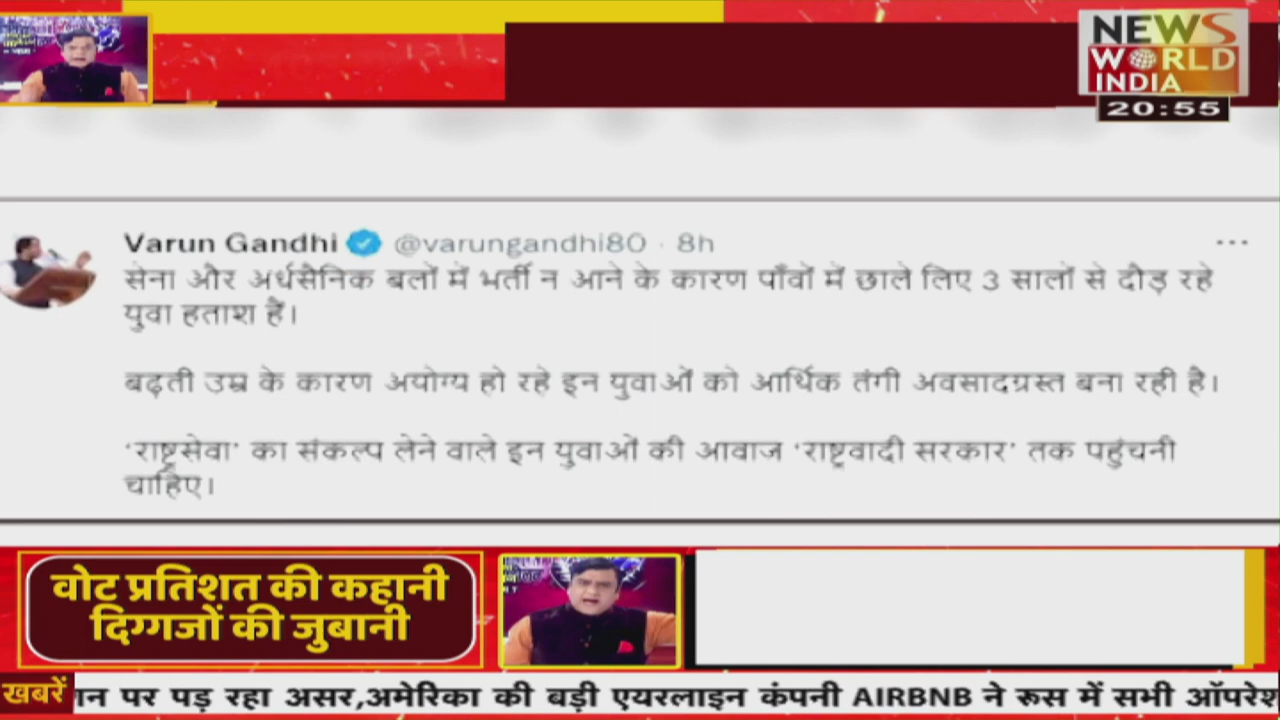 NEWS
WORLD
INDIA
20:55
Varun Gandhi @varungandhi80 · 8h
सेना और अर्धसैनिक बलों में भर्ती न आने के कारण पाँवों में छाले लिए 3 सालों से दौड़ रहे
युवा हताश हैं।
बढ़ती उम्र के कारण अयोग्य हो रहे इन युवाओं को आर्थिक तंगी अवसादग्रस्त बना रही है।
‘राष्ट्रसेवा’ का संकल्प लेने वाले इन युवाओं की आवाज ‘राष्ट्रवादी सरकार’ तक पहुंचनी
चाहिए।
वोट प्रतिशत की कहानी
दिग्गजों की जुबानी
खबरें
गन पर पड़ रहा असर,अमेरिका की बड़ी एयरलाइन कंपनी AIRBNB ने रूस में सभी ऑपरेश